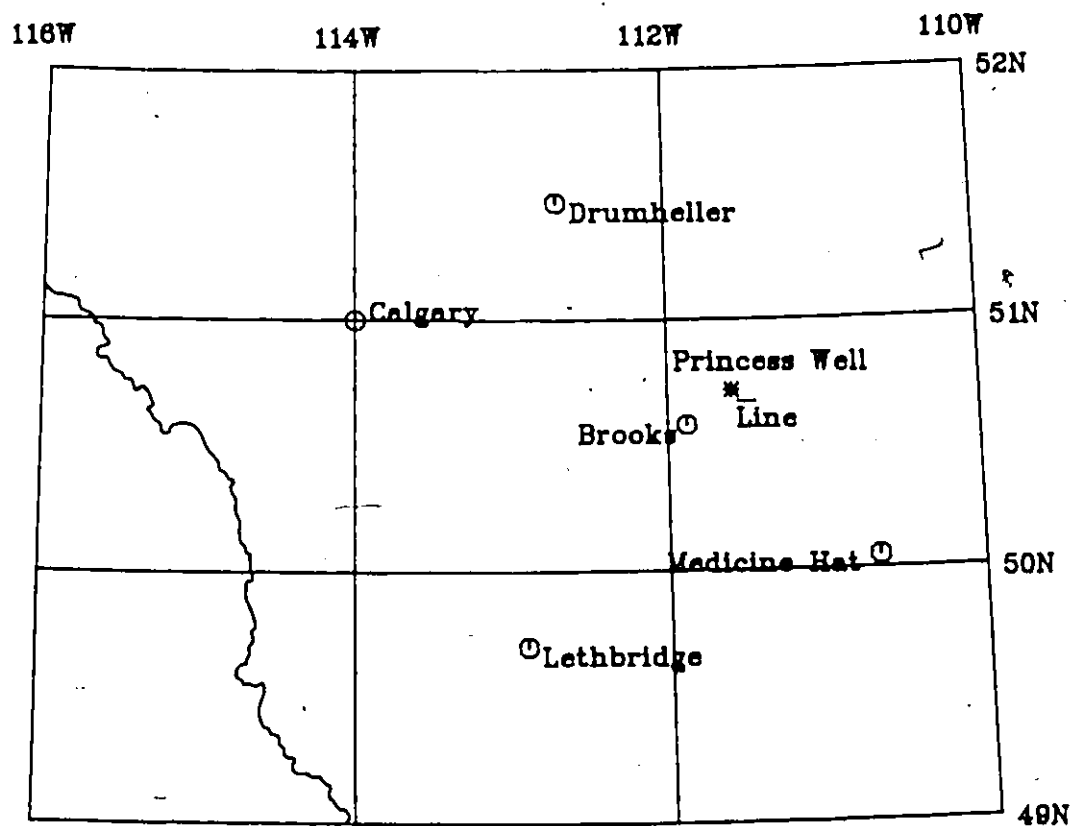 116W 114W 112W 110W
52N
Drumheller
Calgary
51N
Princess Well
Line
Brooks
Medicine Hat
50N
Lethbridge
49N